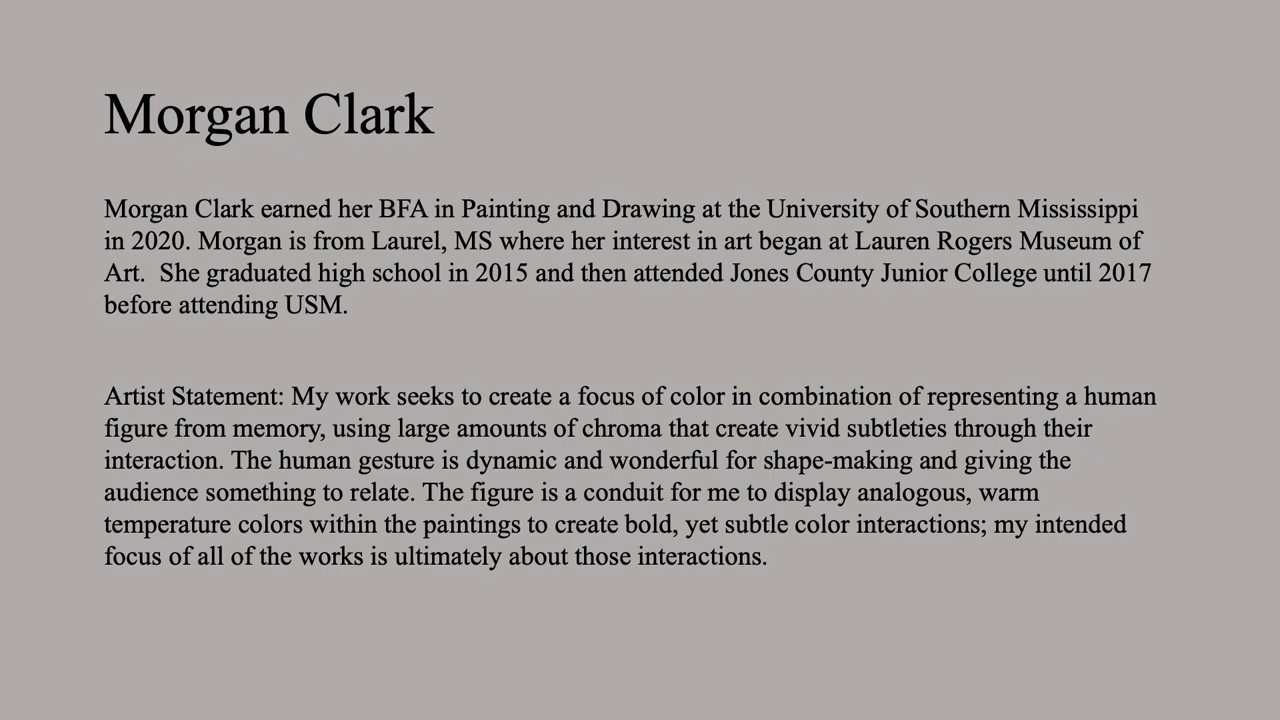 Morgan Clark
Morgan Clark earned her BFA in Painting and Drawing at the University of Southern Mississippi
in 2020. Morgan is from Laurel, MS where her interest in art began at Lauren Rogers Museum of
Art.  She graduated high school in 2015 and then attended Jones County Junior College until 2017
before attending USM.
Artist Statement: My work seeks to create a focus of color in combination of representing a human
figure from memory, using large amounts of chroma that create vivid subtleties through their
interaction. The human gesture is dynamic and wonderful for shape-making and giving the
audience something to relate. The figure is a conduit for me to display analogous, warm
temperature colors within the paintings to create bold, yet subtle color interactions; my intended
focus of all of the works is ultimately about those interactions.